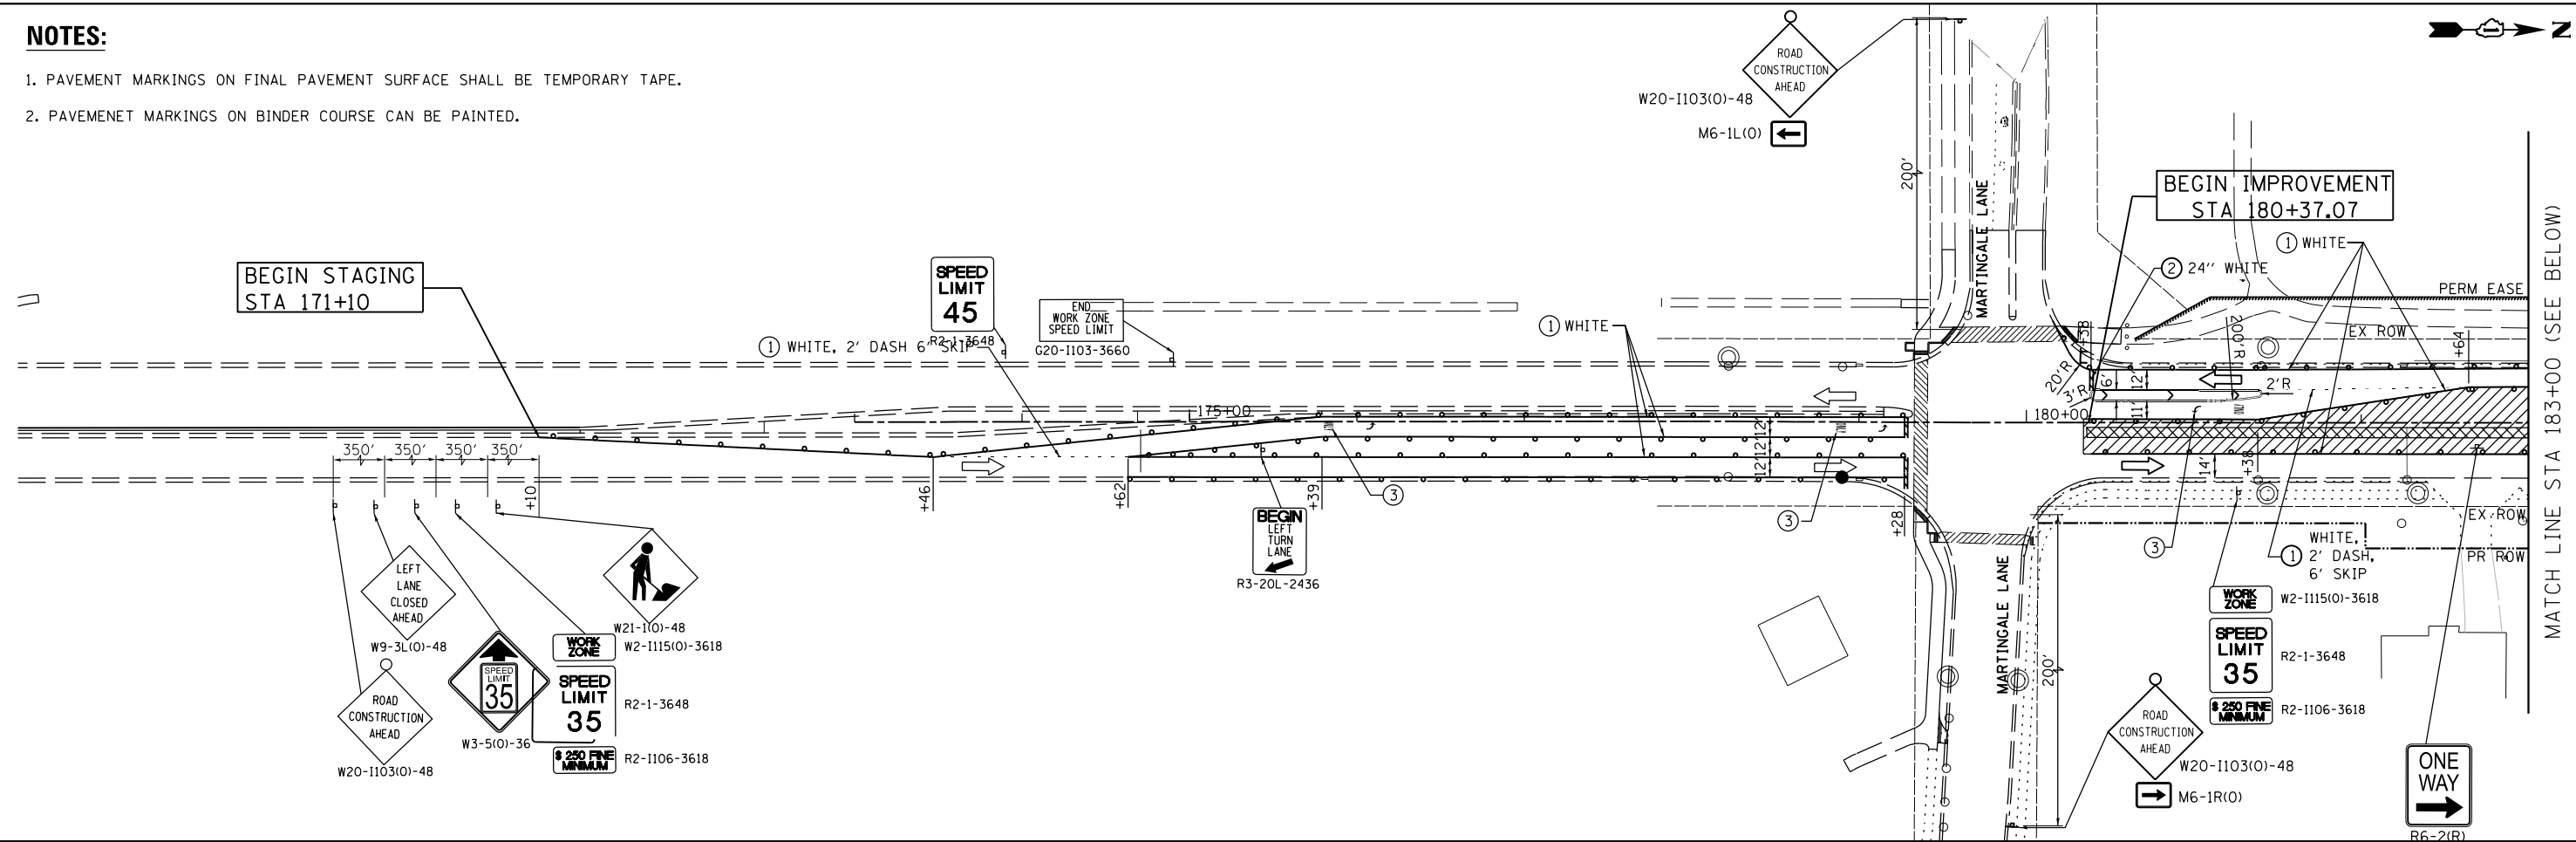 NOTES:
1. PAVEMENT MARKINGS ON FINAL PAVEMENT SURFACE SHALL BE TEMPORARY TAPE.
2. PAVEMENET MARKINGS ON BINDER COURSE CAN BE PAINTED.
N
ROAD
CONSTRUCTION
AHEAD
W20-I103(O)-48
M6-1L(O)
200'
MARTINGALE LANE
BEGIN IMPROVEMENT
STA 180+37.07
1 WHITE
2 24'' WHITE
PERM EASE
EX ROW
+64
200'R
+38
20'R
3'R
6'
12'
11'
2'R
180+00
MATCH LINE STA 183+00 (SEE BELOW)
BEGIN STAGING
STA 171+10
SPEED
LIMIT
45
R2-1-3648
END
WORK ZONE
SPEED LIMIT
G20-I103-3660
1 WHITE, 2' DASH 6' SKIP
1 WHITE
175+00
12'
12'
12'
350'
350'
350'
350'
+10
+46
+62
+39
+28
3
3
3
14'
+38
BEGIN
LEFT
TURN
LANE
R3-20L-2436
LEFT
LANE
CLOSED
AHEAD
W9-3L(O)-48
ROAD
CONSTRUCTION
AHEAD
W20-I103(O)-48
SPEED
LIMIT
35
W3-5(O)-36
W21-1(O)-48
WORK
ZONE
W2-I115(O)-3618
SPEED
LIMIT
35
R2-1-3648
$ 250 FINE
MINIMUM
R2-I106-3618
MARTINGALE LANE
200'
EX ROW
PR ROW
1 WHITE,
2' DASH,
6' SKIP
WORK
ZONE
W2-I115(O)-3618
SPEED
LIMIT
35
R2-1-3648
$ 250 FINE
MINIMUM
R2-I106-3618
ROAD
CONSTRUCTION
AHEAD
W20-I103(O)-48
M6-1R(O)
ONE
WAY
R6-2(R)